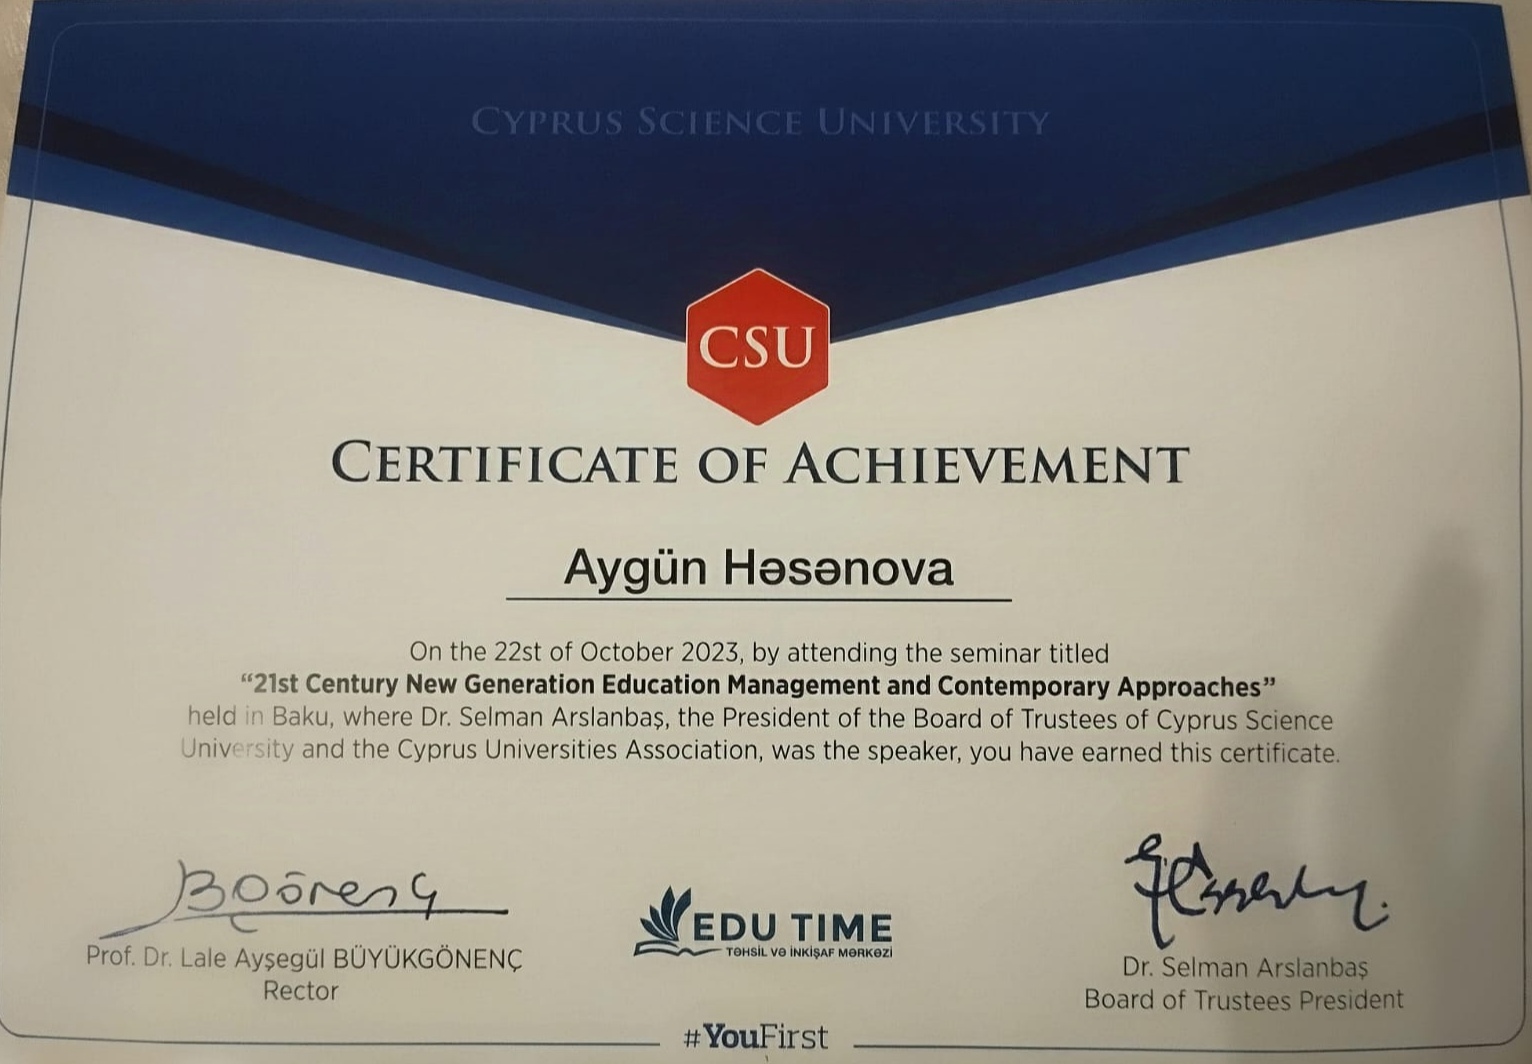 CYPRUS SCIENCE UNIVERSITY
CSU
CERTIFICATE OF ACHIEVEMENT
Aygün Həsənova
On the 22st of October 2023, by attending the seminar titled
“21st Century New Generation Education Management and Contemporary Approaches”
held in Baku, where Dr. Selman Arslanbaş, the President of the Board of Trustees of Cyprus Science
University and the Cyprus Universities Association, was the speaker, you have earned this certificate.
Prof. Dr. Lale Ayşegül BÜYÜKGÖNENÇ
Rector
EDU TIME
TƏHSİL VƏ İNKİŞAF MƏRKƏZİ
Dr. Selman Arslanbaş
Board of Trustees President
#YouFirst